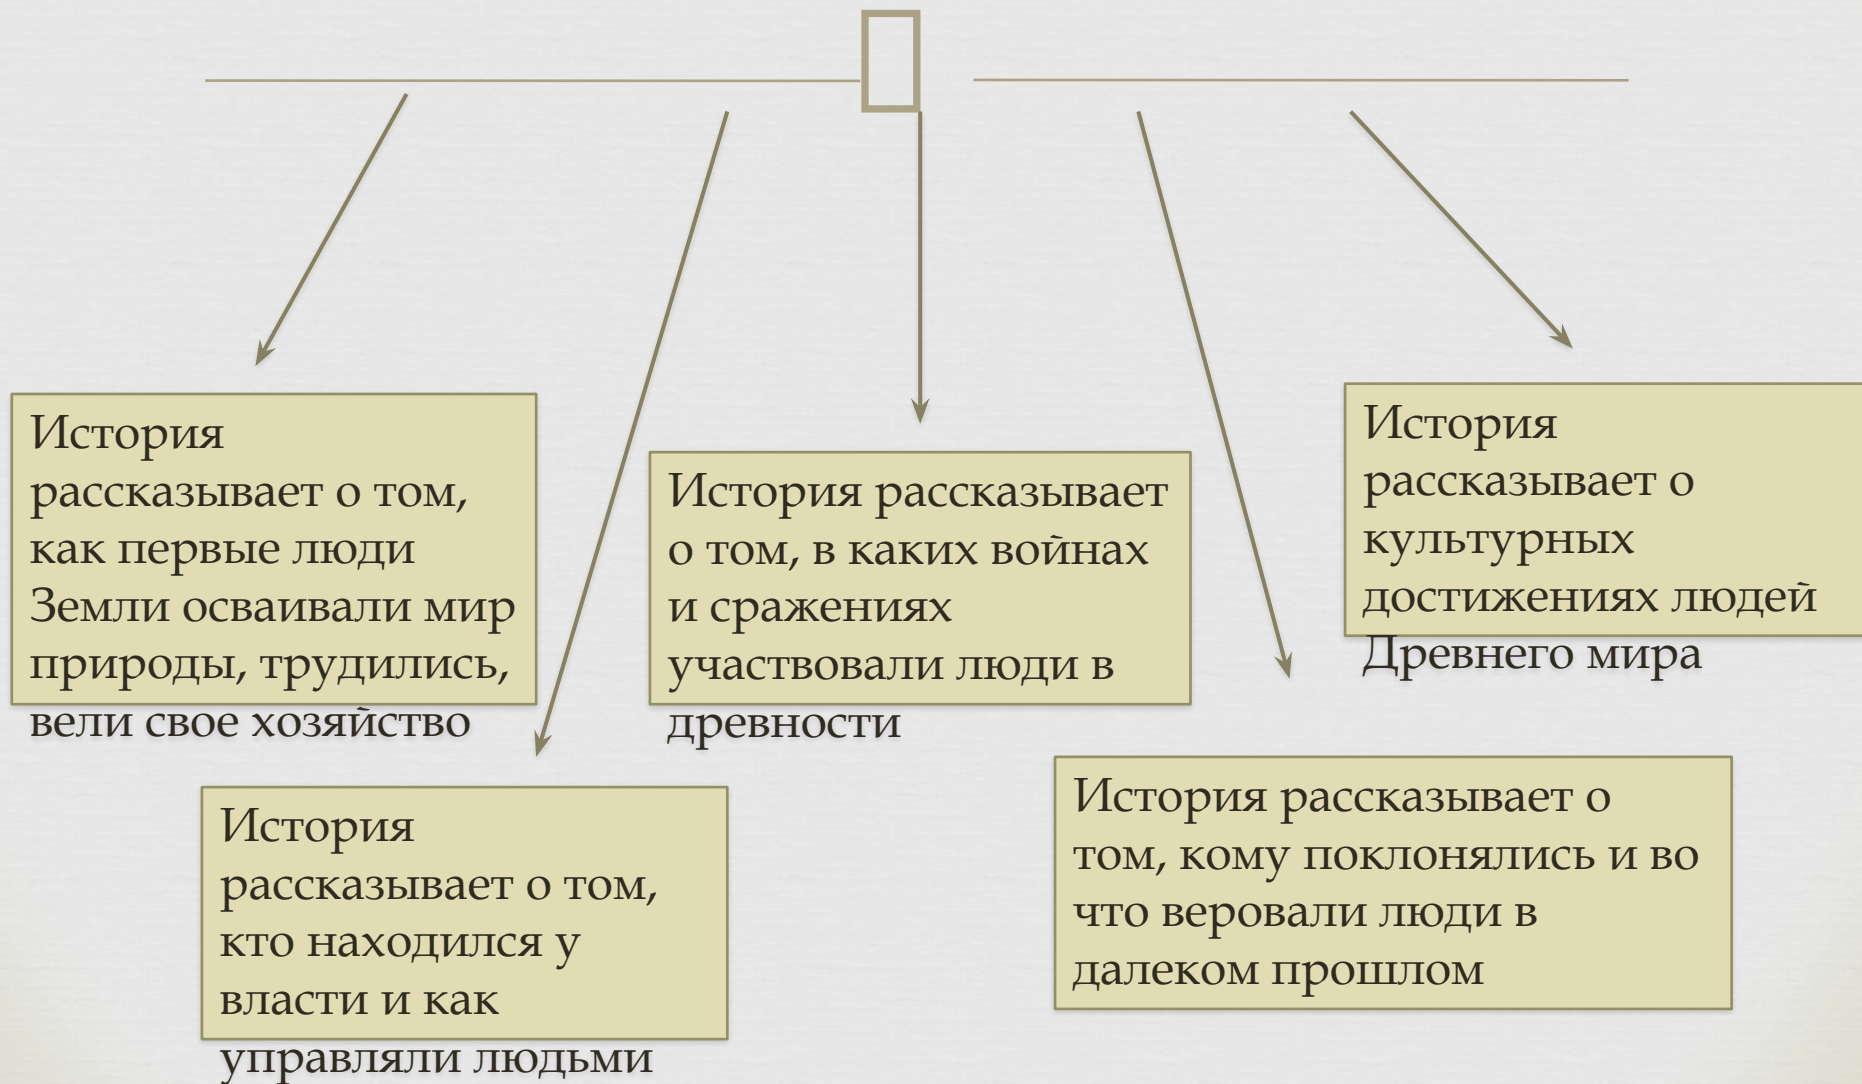 История
рассказывает о том,
как первые люди
Земли осваивали мир
природы, трудились,
вели свое хозяйство
История
рассказывает о том,
кто находился у
власти и как
управляли людьми
История рассказывает
о том, в каких войнах
и сражениях
участвовали люди в
древности
История рассказывает о
том, кому поклонялись и во
что веровали люди в
далеком прошлом
История
рассказывает о
культурных
достижениях людей
Древнего мира